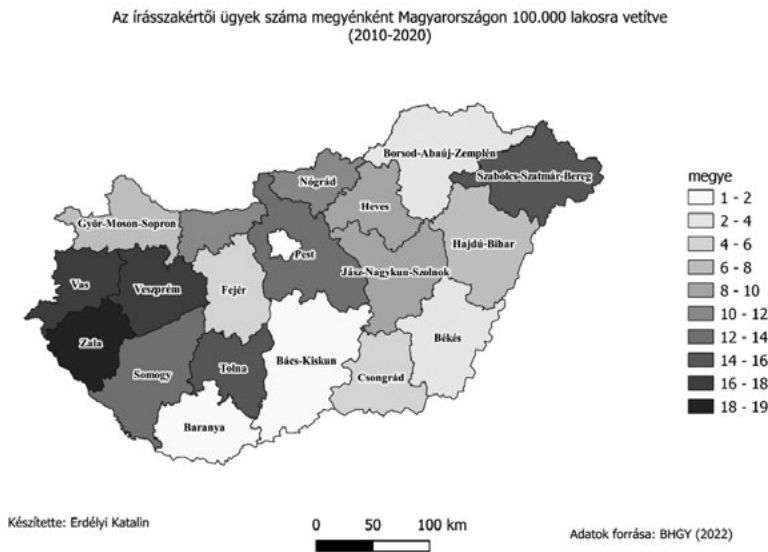 Az írásszakértői ügyek száma megyénként Magyarországon 100.000 lakosra vetítve
(2010-2020)
Borsod-Abaúj-Zemplén
Szabolcs-Szatmár-Bereg
Nógrád
Heves
Győr-Moson-Sopron
Hajdú-Bihar
Pest
Jász-Nagykun-Szolnok
Vas
Veszprém
Fejér
Zala
Békés
Bács-Kiskun
Somogy
Tolna
Csongrád
Baranya
megye
1 - 2
2 - 4
4 - 6
6 - 8
8 - 10
10 - 12
12 - 14
14 - 16
16 - 18
18 - 19
Készítette: Erdélyi Katalin
0 50 100 km
Adatok forrása: BHGY (2022)